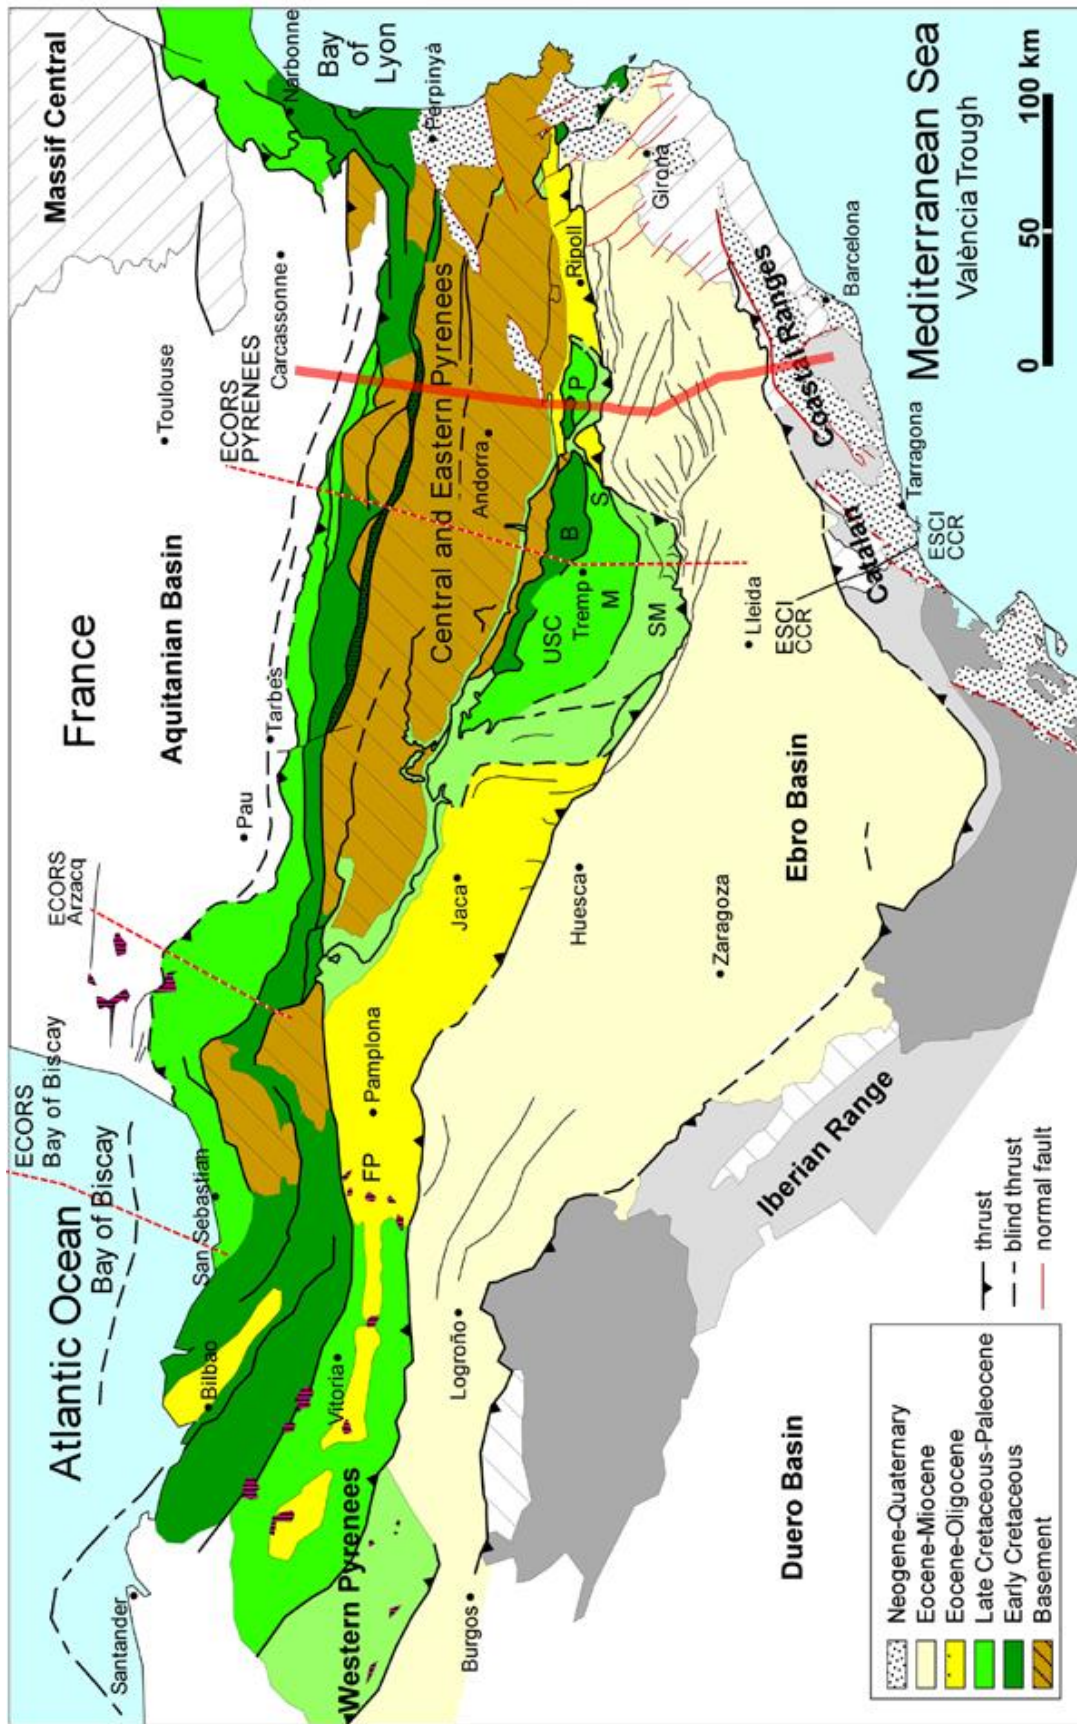 Massif Central
Narbonne
Bay
of
Lyon
Perpinyà
France
Toulouse
Carcassonne
ECORS
PYRENEES
Aquitanian Basin
Tarbes
Pau
ECORS
Arzacq
ECORS
Bay of Biscay
Atlantic Ocean
Bay of Biscay
San Sebastian
Bilbao
Santander
Central and Eastern Pyrenees
Andorra
Ripoll
Girona
P
B
S
USC
Tremp
M
SM
Jaca
Pamplona
FP
Vitoria
Western Pyrenees
Huesca
Lleida
ESCI
CCR
Zaragoza
Ebro Basin
Logroño
Burgos
Barcelona
Catalan
Coastal Ranges
Tarragona
ESCI
CCR
Mediterranean Sea
València Trough
Iberian Range
Duero Basin
0
50
100 km
Neogene-Quaternary
Eocene-Miocene
Eocene-Oligocene
Late Cretaceous-Paleocene
Early Cretaceous
Basement
thrust
blind thrust
normal fault